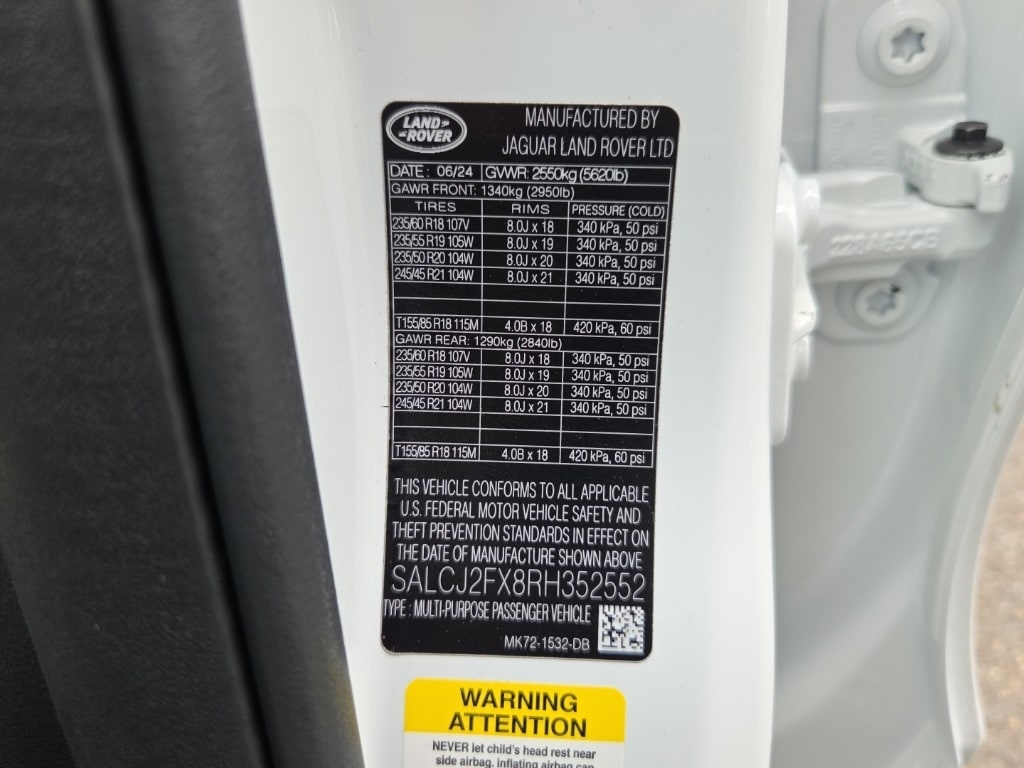 LAND ROVER
MANUFACTURED BY
JAGUAR LAND ROVER LTD
DATE: 06/24 GVWR: 2550kg (5620lb)
GAWR FRONT: 1340kg (2950lb)
TIRES RIMS PRESSURE (COLD)
235/60 R18 107V 8.0J x 18 340 kPa, 50 psi
235/55 R19 105W 8.0J x 19 340 kPa, 50 psi
235/50 R20 104W 8.0J x 20 340 kPa, 50 psi
245/45 R21 104W 8.0J x 21 340 kPa, 50 psi
T155/85 R18 115M 4.0B x 18 420 kPa, 60 psi
GAWR REAR: 1290kg (2840lb)
235/60 R18 107V 8.0J x 18 340 kPa, 50 psi
235/55 R19 105W 8.0J x 19 340 kPa, 50 psi
235/50 R20 104W 8.0J x 20 340 kPa, 50 psi
245/45 R21 104W 8.0J x 21 340 kPa, 50 psi
T155/85 R18 115M 4.0B x 18 420 kPa, 60 psi
THIS VEHICLE CONFORMS TO ALL APPLICABLE
U.S. FEDERAL MOTOR VEHICLE SAFETY AND
THEFT PREVENTION STANDARDS IN EFFECT ON
THE DATE OF MANUFACTURE SHOWN ABOVE
SALCJ2FX8RH352552
TYPE : MULTI-PURPOSE PASSENGER VEHICLE
MK72-1532-DB
WARNING
ATTENTION
NEVER let child's head rest near
side airbag, inflating airbag can